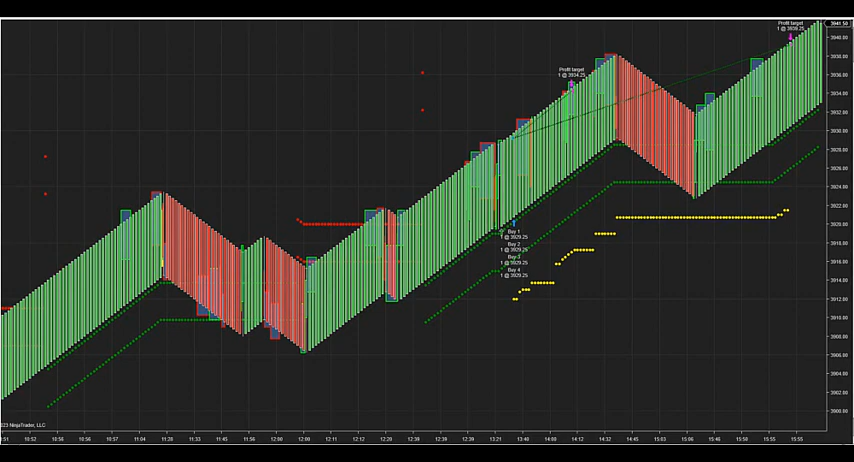 Profit target
1 @ 3939.25
3941.50
3940.00
3938.00
3936.00
Profit target
1 @ 3934.25
3934.00
3932.00
3930.00
3928.00
3926.00
3924.00
3922.00
3920.00
Buy 1
1 @ 3929.25
3918.00
Buy 2
1 @ 3929.25
3916.00
Buy 3
1 @ 3929.25
Buy 4
1 @ 3929.25
3914.00
3912.00
3910.00
3908.00
3906.00
3904.00
3902.00
3900.00
023 NinjaTrader, LLC
:51 10:52 10:56 10:56 10:57 11:04 11:28 11:33 11:45 11:56 12:00 12:11 12:12 12:20 12:38 12:39 13:21 13:40 14:00 14:12 14:32 14:45 15:03 15:06 15:46 15:50 15:55 15:55